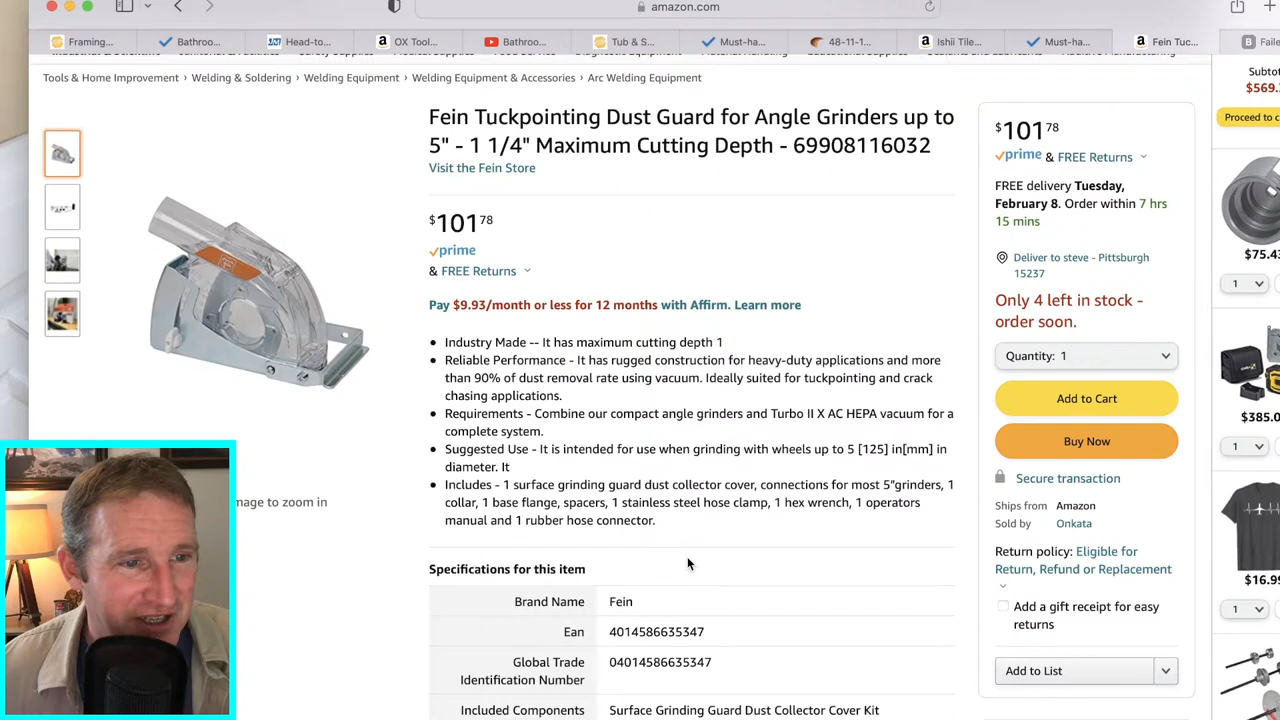 amazon.com
Framing...
Bathroo...
Head-to...
OX Tool...
Bathroo...
Tub & S...
Must-ha...
48-11-1...
Ishii Tile...
Must-ha...
Fein Tuc...
Faile
Tools & Home Improvement › Welding & Soldering › Welding Equipment › Welding Equipment & Accessories › Arc Welding Equipment
Fein Tuckpointing Dust Guard for Angle Grinders up to
5" - 1 1/4" Maximum Cutting Depth - 69908116032
Visit the Fein Store
$101 78
prime
& FREE Returns
Pay $9.93/month or less for 12 months with Affirm. Learn more
Industry Made -- It has maximum cutting depth 1
Reliable Performance - It has rugged construction for heavy-duty applications and more
than 90% of dust removal rate using vacuum. Ideally suited for tuckpointing and crack
chasing applications.
Requirements - Combine our compact angle grinders and Turbo II X AC HEPA vacuum for a
complete system.
Suggested Use - It is intended for use when grinding with wheels up to 5 [125] in[mm] in
diameter. It
Includes - 1 surface grinding guard dust collector cover, connections for most 5"grinders, 1
collar, 1 base flange, spacers, 1 stainless steel hose clamp, 1 hex wrench, 1 operators
manual and 1 rubber hose connector.
mage to zoom in
Specifications for this item
Brand Name Fein
Ean 4014586635347
Global Trade
Identification Number 04014586635347
Included Components Surface Grinding Guard Dust Collector Cover Kit
$101 78
prime & FREE Returns
FREE delivery Tuesday,
February 8. Order within 7 hrs
15 mins
Deliver to steve - Pittsburgh
15237
Only 4 left in stock -
order soon.
Quantity: 1
Add to Cart
Buy Now
Secure transaction
Ships from Amazon
Sold by Onkata
Return policy: Eligible for
Return, Refund or Replacement
Add a gift receipt for easy
returns
Add to List
Subto
$569.
Proceed to c
$75.4
1
$385.0
1
$16.99
1